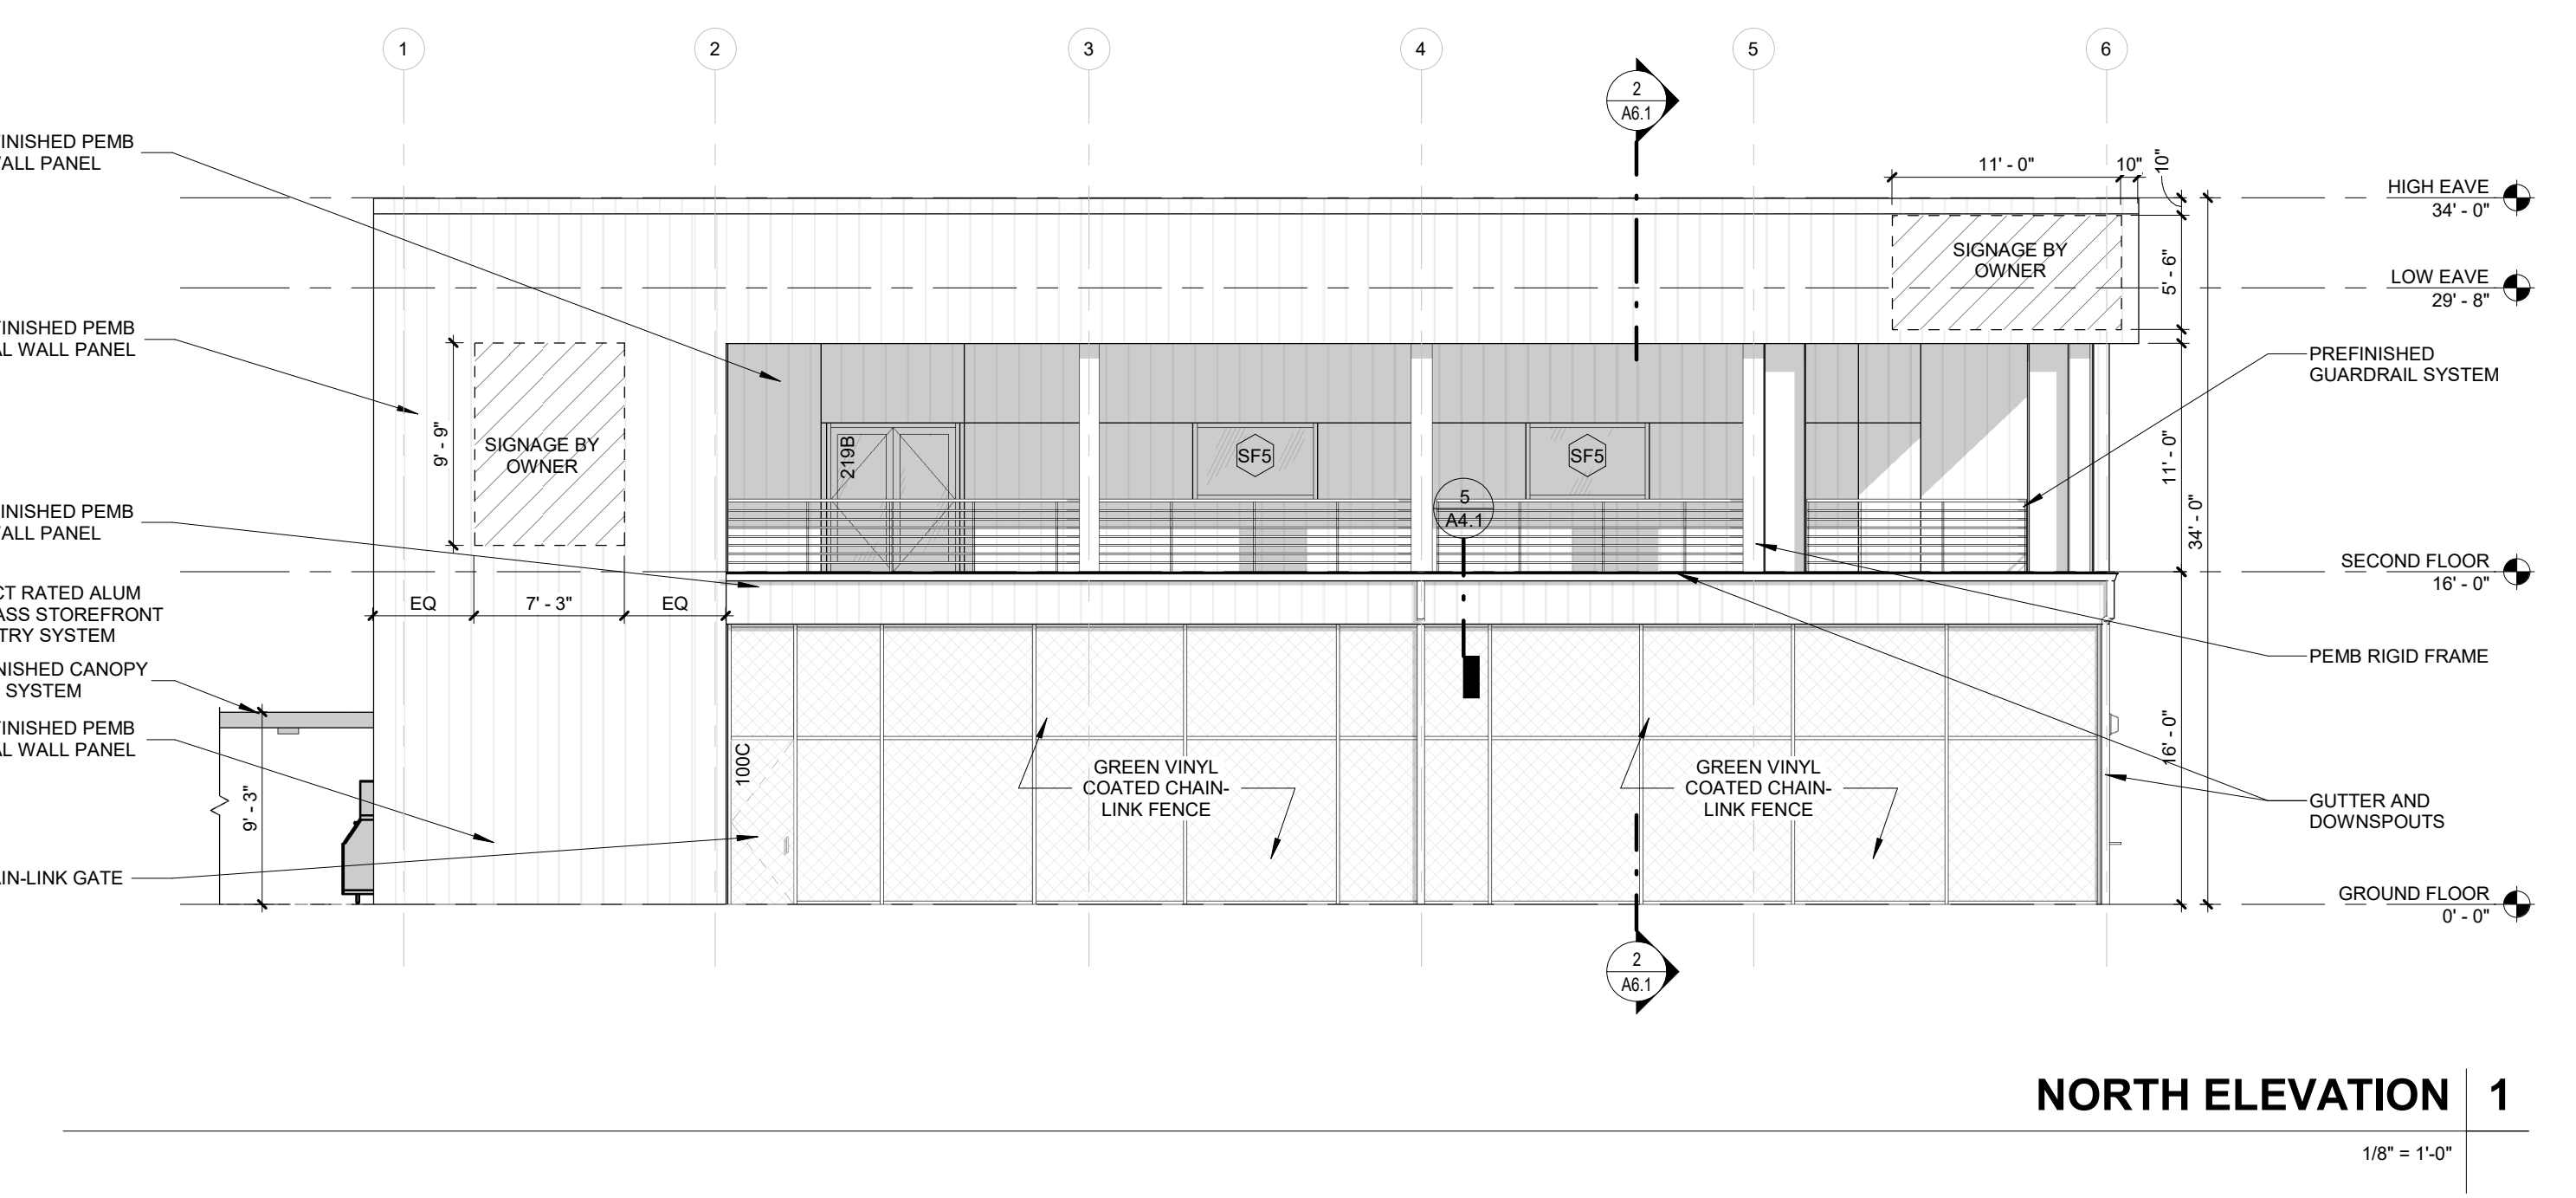 1
2
3
4
5
6
2
A6.1
11' - 0"
10"
10"
INISHED PEMB
ALL PANEL
HIGH EAVE
34' - 0"
SIGNAGE BY
OWNER
5' - 6"
LOW EAVE
29' - 8"
INISHED PEMB
AL WALL PANEL
PREFINISHED
GUARDRAIL SYSTEM
9' - 9"
SIGNAGE BY
OWNER
219B
SF5
SF5
11' - 0"
5
A4.1
34' - 0"
INISHED PEMB
ALL PANEL
SECOND FLOOR
16' - 0"
CT RATED ALUM
ASS STOREFRONT
TRY SYSTEM
EQ
7' - 3"
EQ
NISHED CANOPY
SYSTEM
PEMB RIGID FRAME
INISHED PEMB
AL WALL PANEL
16' - 0"
100C
GREEN VINYL
COATED CHAIN-
LINK FENCE
GREEN VINYL
COATED CHAIN-
LINK FENCE
9' - 3"
GUTTER AND
DOWNSPOUTS
AIN-LINK GATE
GROUND FLOOR
0' - 0"
2
A6.1
NORTH ELEVATION 1
1/8" = 1'-0"